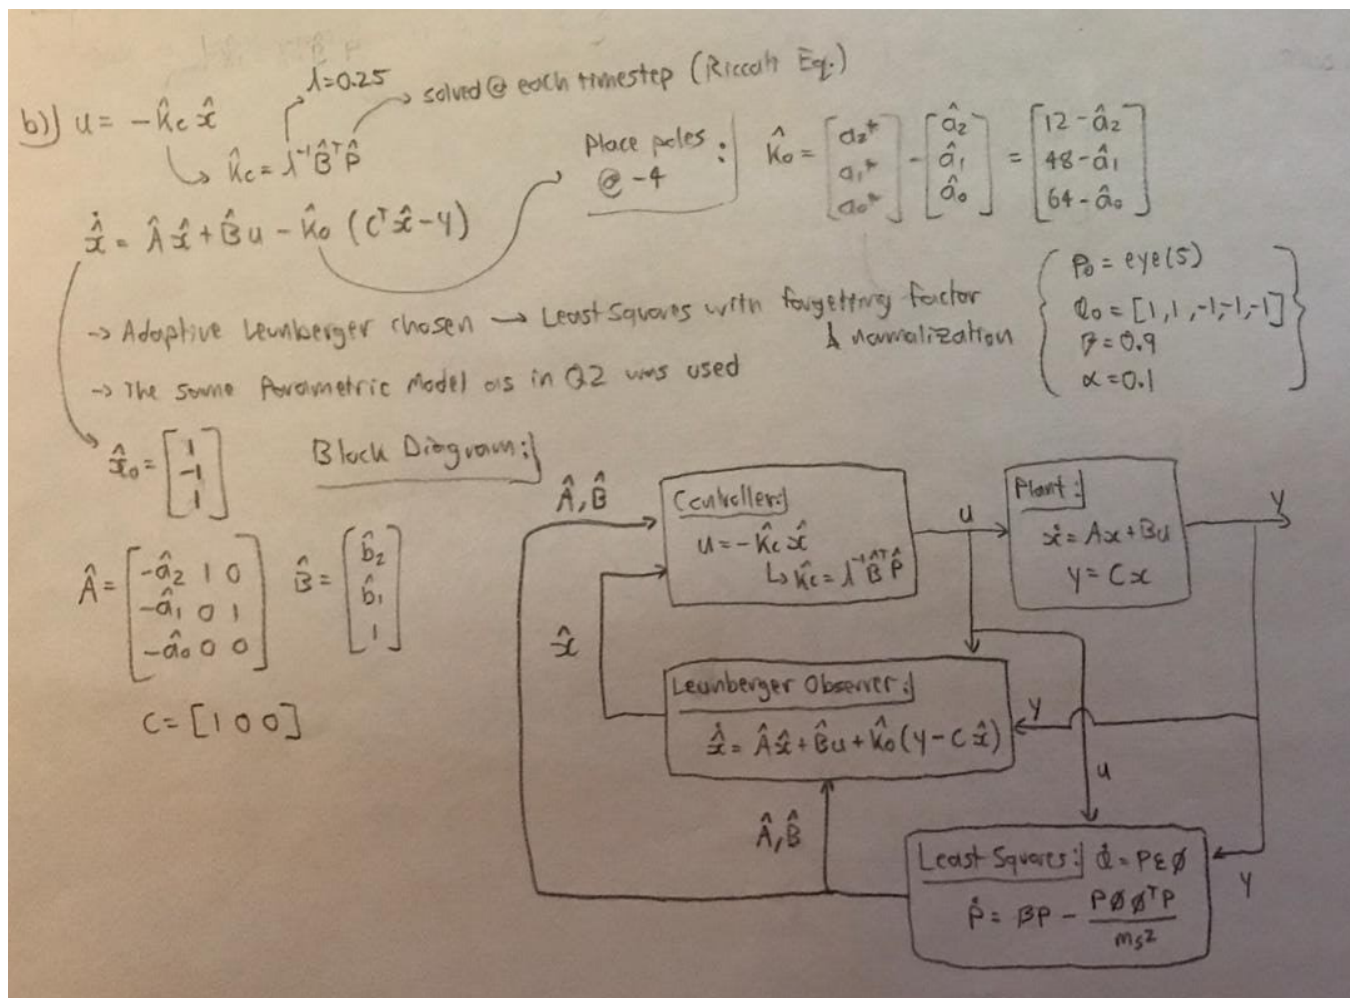 b) u = -K̂c x̂
λ=0.25
→ solved @ each timestep (Riccati Eq.)
↳ K̂c = λ⁻¹B̂ᵀP̂
Place poles : @ -4
K̂o = [a₂* a₁* a₀*] - [â₂ â₁ â₀] = [12-â₂ 48-â₁ 64-â₀]
x̂̇ = Âx̂ + B̂u - K̂o (Cᵀx̂ - y)
→ Adaptive Leunberger chosen → Least Squares with forgetting factor & normalization
{ P₀ = eye(5)
Q₀ = [1, 1, -1, -1, -1]
β = 0.9
α = 0.1 }
→ The same Parametric Model as in Q2 was used
x̂₀ = [1 -1 1]
Block Diagram:
Â = [-â₂ 1 0 -â₁ 0 1 -â₀ 0 0]
B̂ = [b̂₂ b̂₁ 1]
C = [1 0 0]
Â, B̂
Controller:
u = -K̂c x̂
↳ K̂c = λ⁻¹B̂ᵀP̂
u
Plant:
ẋ = Ax + Bu
y = Cx
y
x̂
Leunberger Observer:
x̂̇ = Âx̂ + B̂u + K̂o(y - Cx̂)
y
u
Â, B̂
Least Squares: Q̇ = Pεø
Ṗ = βP - PøøᵀP / ms²
y